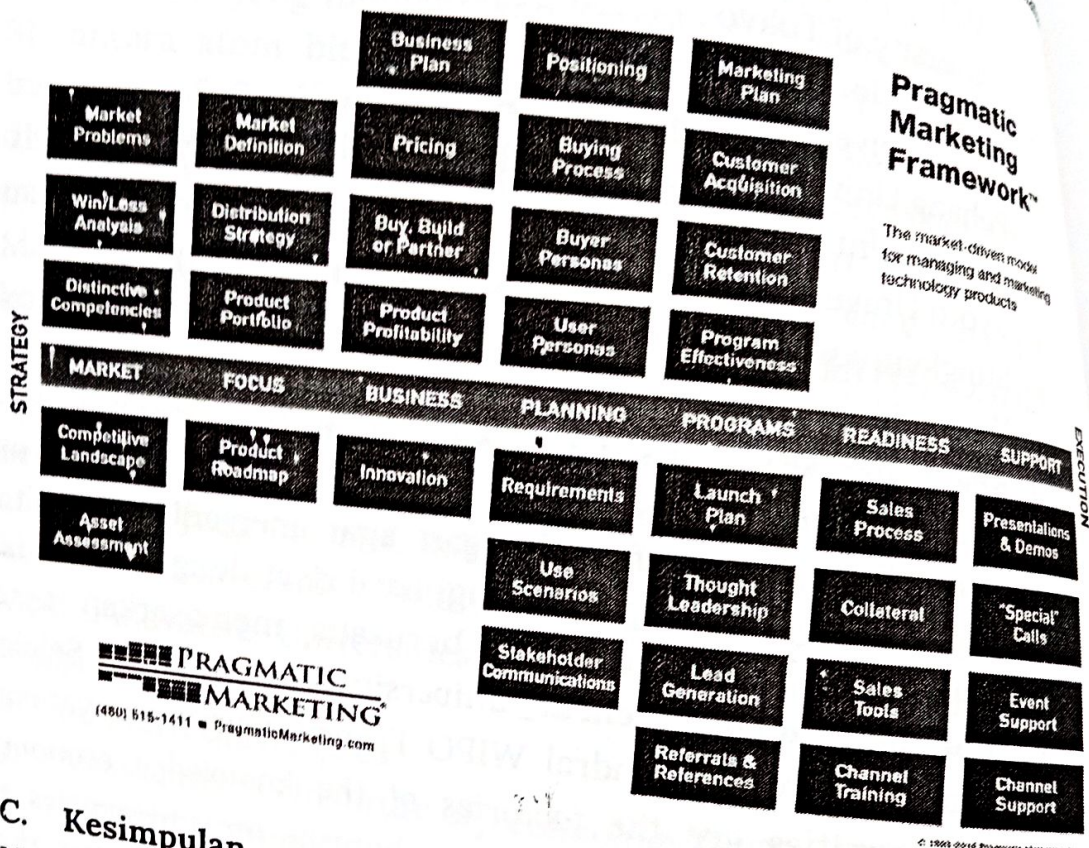 Business
Plan
Positioning
Marketing
Plan
Pragmatic
Marketing
Framework™
The market-driven model
for managing and marketing
technology products
Market
Problems
Market
Definition
Pricing
Buying
Process
Customer
Acquisition
Win/Loss
Analysis
Distribution
Strategy
Buy, Build
or Partner
Buyer
Personas
Customer
Retention
Distinctive
Competencies
Product
Portfolio
Product
Profitability
User
Personas
Program
Effectiveness
STRATEGY
MARKET FOCUS BUSINESS PLANNING PROGRAMS READINESS SUPPORT
EXECUTION
Competitive
Landscape
Product
Roadmap
Innovation
Requirements
Launch
Plan
Sales
Process
Presentations
& Demos
Asset
Assessment
Use
Scenarios
Thought
Leadership
Collateral
"Special"
Calls
Stakeholder
Communications
Lead
Generation
Sales
Tools
Event
Support
Referrals &
References
Channel
Training
Channel
Support
PRAGMATIC
MARKETING®
(480) 515-1411 ▪ PragmaticMarketing.com
C. Kesimpulan